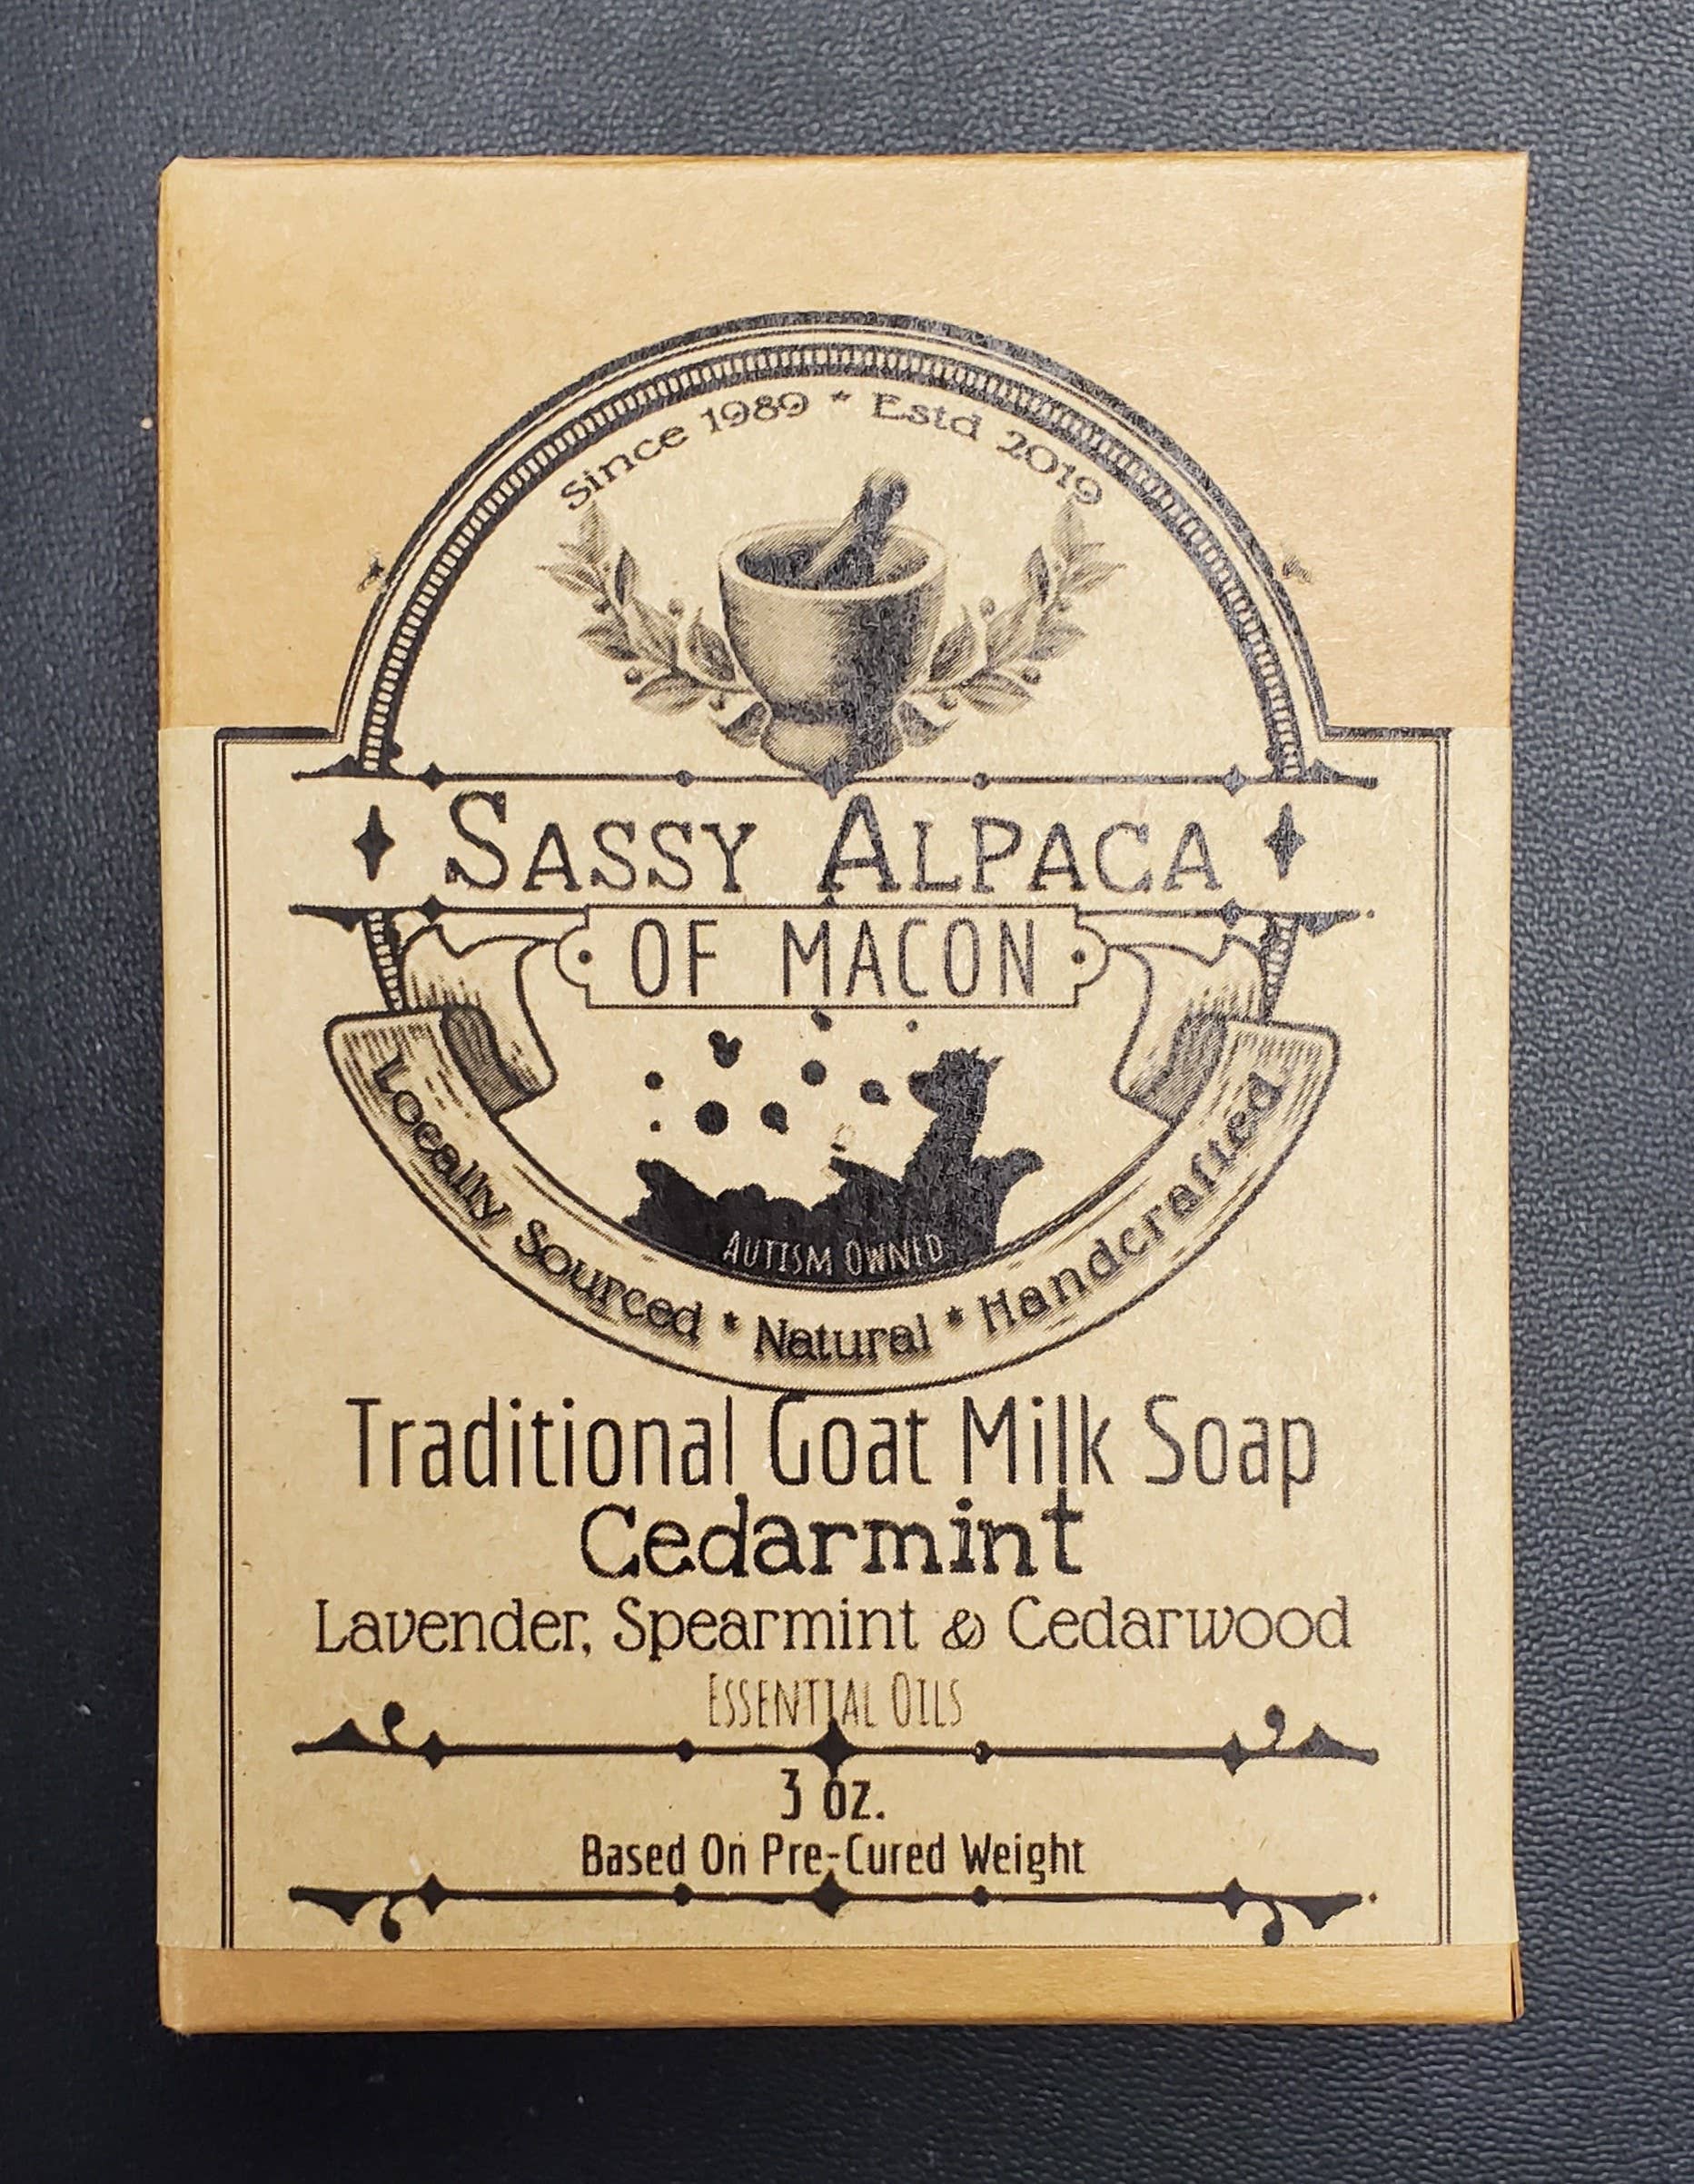 Since 1989 * Estd 2019
SASSY ALPACA
OF MACON
AUTISM OWNED
Locally Sourced * Natural * Handcrafted
Traditional Goat Milk Soap
Cedarmint
Lavender, Spearmint & Cedarwood
ESSENTIAL OILS
3 oz.
Based On Pre-Cured Weight